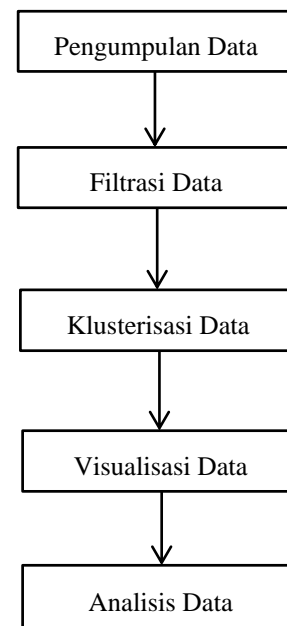 Pengumpulan Data
Filtrasi Data
Klusterisasi Data
Visualisasi Data
Analisis Data